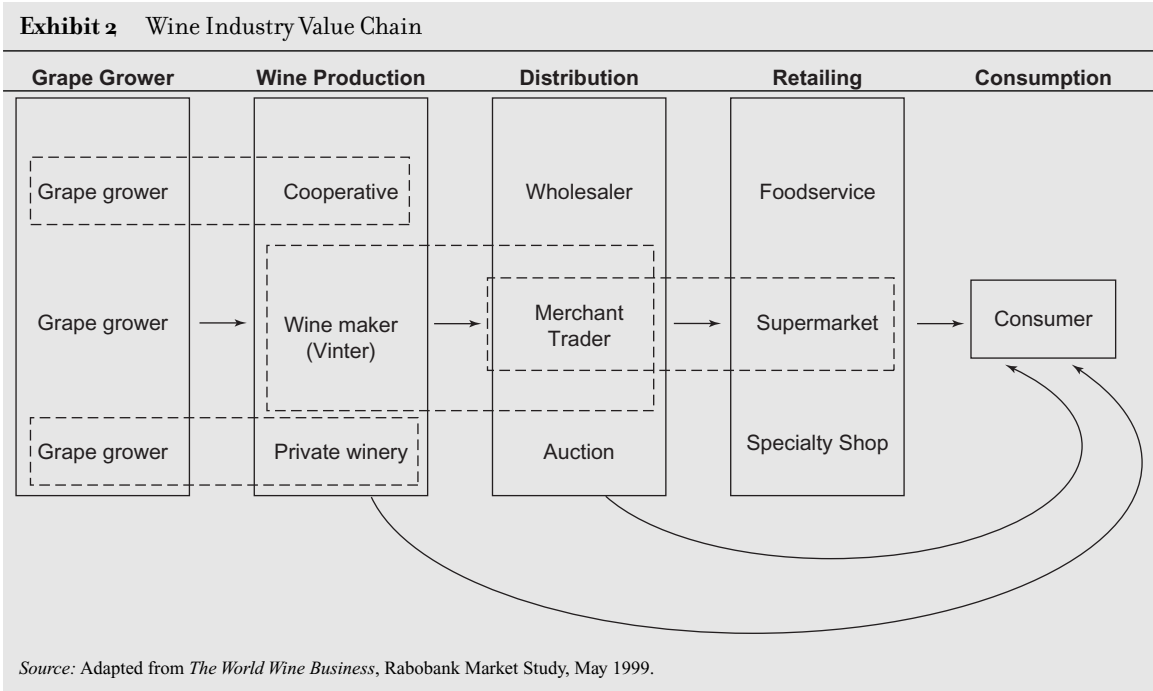 Exhibit 2 Wine Industry Value Chain
Grape Grower Wine Production Distribution Retailing Consumption
Grape grower Cooperative Wholesaler Foodservice
Grape grower Wine maker
(Vinter) Merchant
Trader Supermarket Consumer
Grape grower Private winery Auction Specialty Shop
Source: Adapted from The World Wine Business, Rabobank Market Study, May 1999.